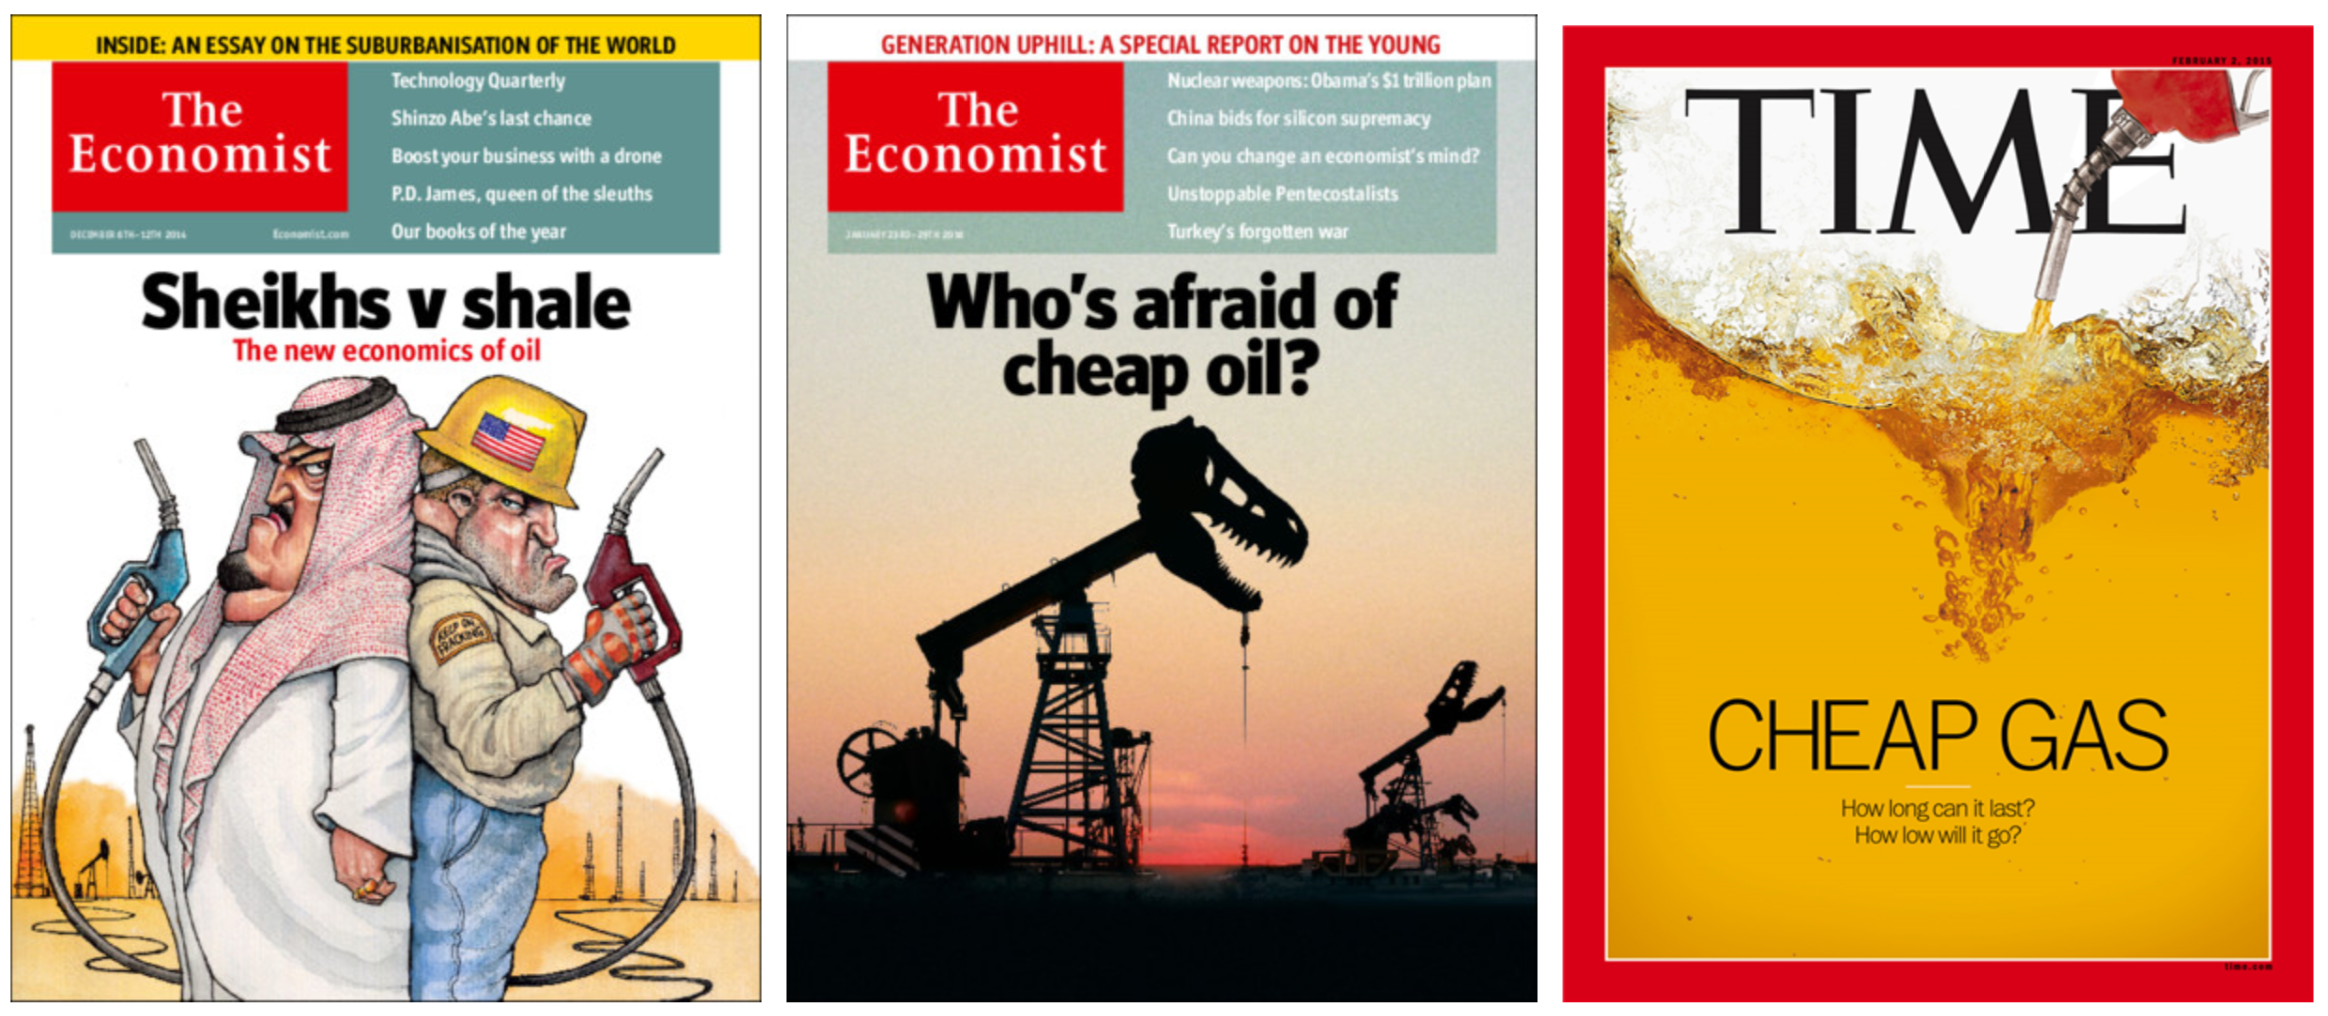 INSIDE: AN ESSAY ON THE SUBURBANISATION OF THE WORLD
The
Economist
Technology Quarterly
Shinzo Abe's last chance
Boost your business with a drone
P.D. James, queen of the sleuths
Our books of the year
DECEMBER 6TH–12TH 2014
Economist.com
Sheikhs v shale
The new economics of oil
KEEP ON
FRACKING
GENERATION UPHILL: A SPECIAL REPORT ON THE YOUNG
The
Economist
Nuclear weapons: Obama's $1 trillion plan
China bids for silicon supremacy
Can you change an economist's mind?
Unstoppable Pentecostalists
Turkey's forgotten war
JANUARY 23RD–29TH 2016
Who's afraid of
cheap oil?
FEBRUARY 2, 2015
TIME
CHEAP GAS
How long can it last?
How low will it go?
time.com